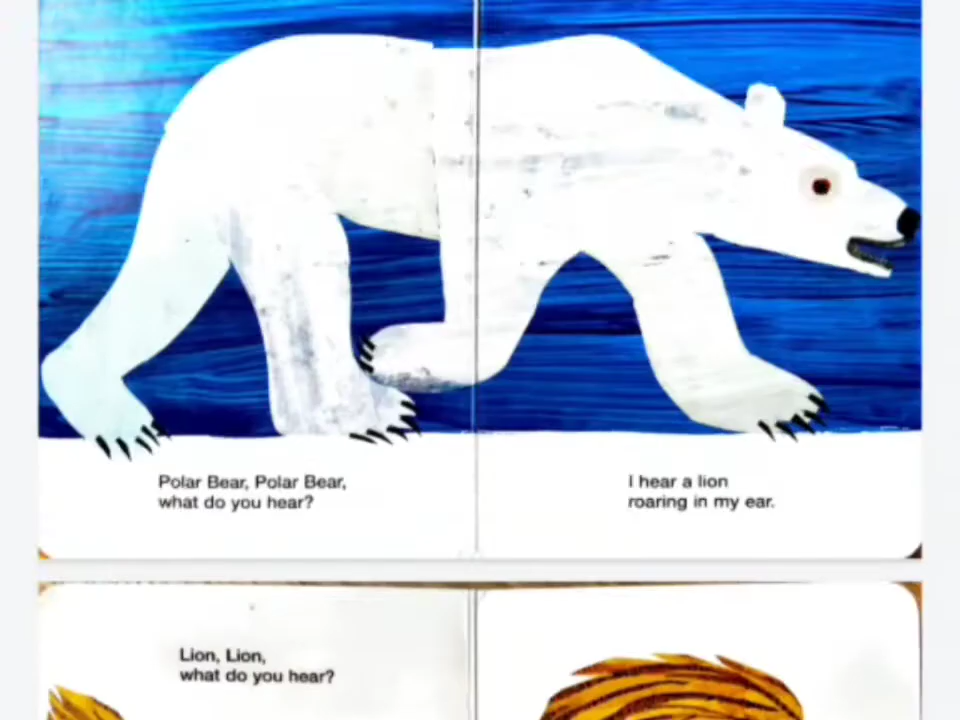 Polar Bear, Polar Bear,
what do you hear?
I hear a lion
roaring in my ear.
Lion, Lion,
what do you hear?